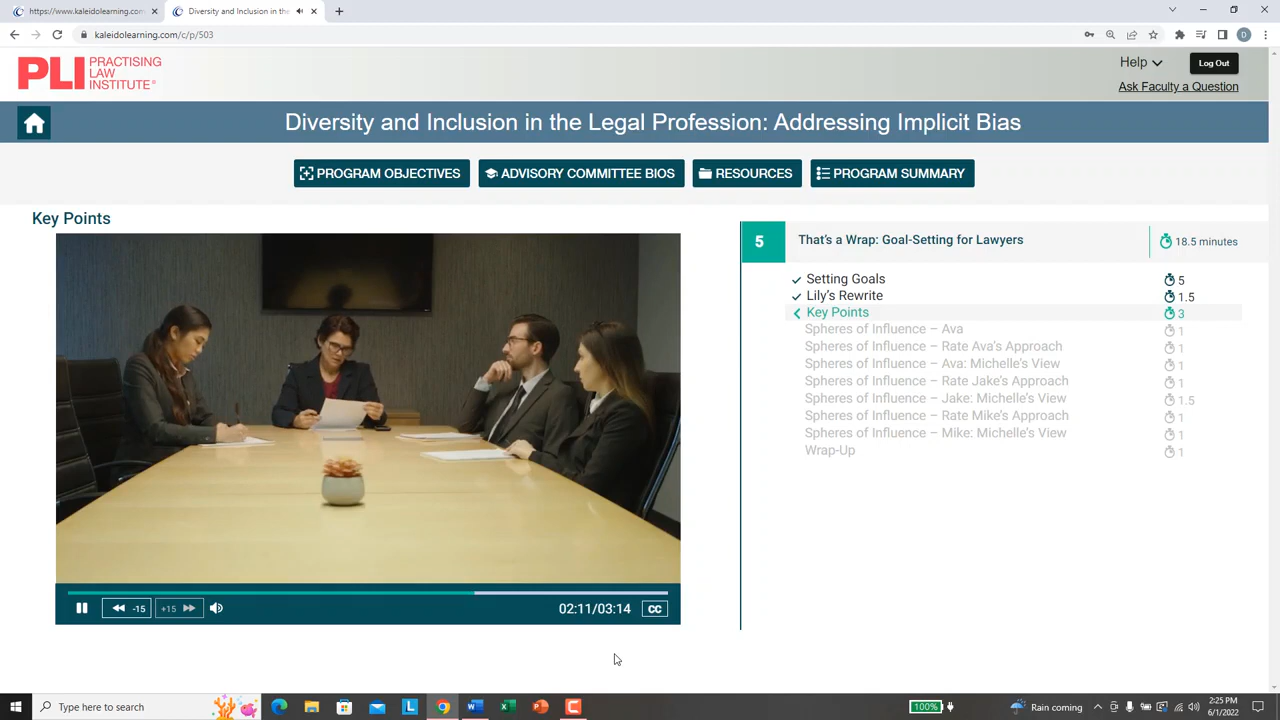 https://www.kaleidolearning.com/
Diversity and Inclusion in the
kaleidolearning.com/c/p/503
D
PLI PRACTISING
LAW
INSTITUTE®
Help
Log Out
Ask Faculty a Question
Diversity and Inclusion in the Legal Profession: Addressing Implicit Bias
PROGRAM OBJECTIVES
ADVISORY COMMITTEE BIOS
RESOURCES
PROGRAM SUMMARY
Key Points
5 That's a Wrap: Goal-Setting for Lawyers 18.5 minutes
Setting Goals 5
Lily's Rewrite 1.5
Key Points 3
Spheres of Influence – Ava 1
Spheres of Influence – Rate Ava's Approach 1
Spheres of Influence – Ava: Michelle's View 1
Spheres of Influence – Rate Jake's Approach 1
Spheres of Influence – Jake: Michelle's View 1.5
Spheres of Influence – Rate Mike's Approach 1
Spheres of Influence – Mike: Michelle's View 1
Wrap-Up 1
-15 +15 02:11/03:14 CC
Type here to search
L
100%
Rain coming
2:25 PM
6/1/2022